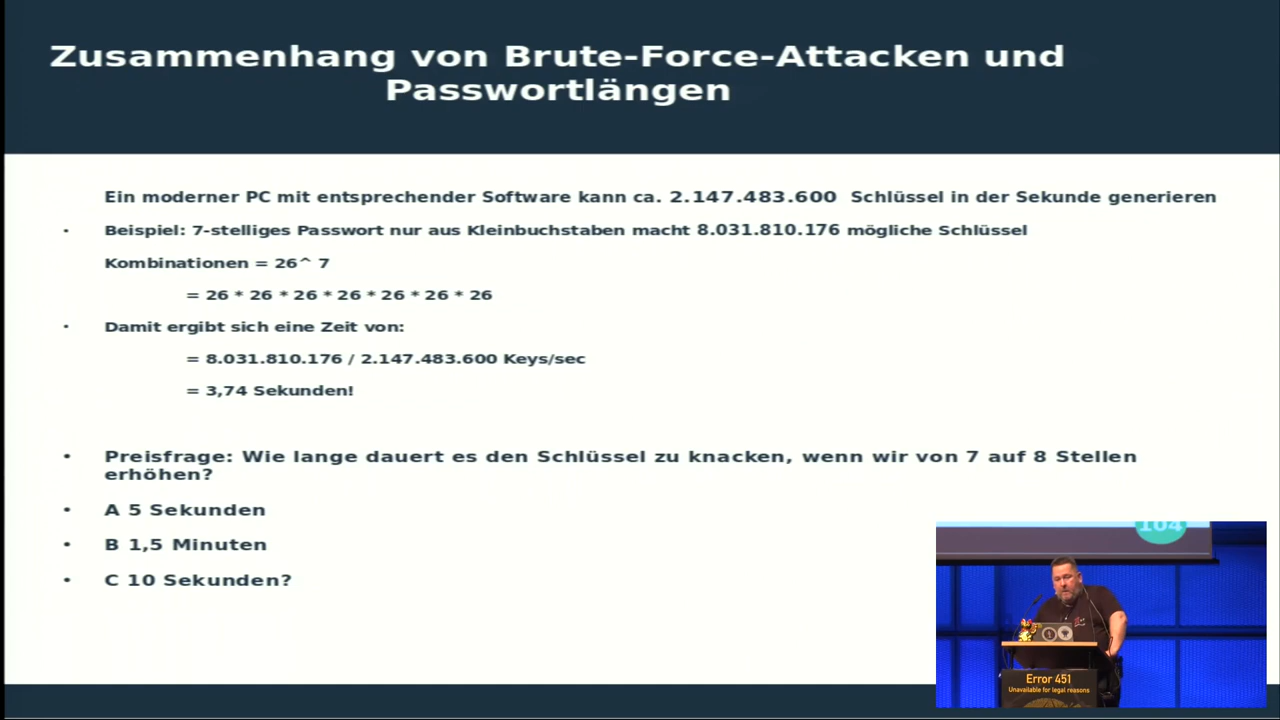 Zusammenhang von Brute-Force-Attacken und
Passwortlängen
Ein moderner PC mit entsprechender Software kann ca. 2.147.483.600 Schlüssel in der Sekunde generieren
• Beispiel: 7-stelliges Passwort nur aus Kleinbuchstaben macht 8.031.810.176 mögliche Schlüssel
Kombinationen = 26^ 7
= 26 * 26 * 26 * 26 * 26 * 26 * 26
• Damit ergibt sich eine Zeit von:
= 8.031.810.176 / 2.147.483.600 Keys/sec
= 3,74 Sekunden!
• Preisfrage: Wie lange dauert es den Schlüssel zu knacken, wenn wir von 7 auf 8 Stellen
erhöhen?
• A 5 Sekunden
• B 1,5 Minuten
• C 10 Sekunden?
104
Error 451
Unavailable for legal reasons